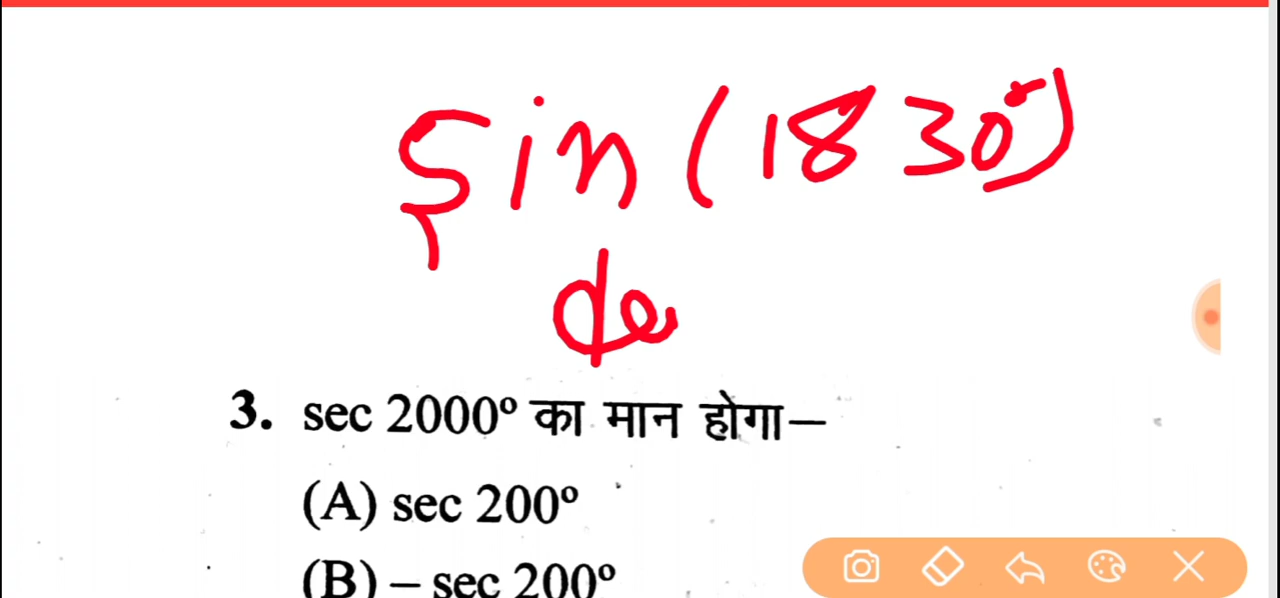 sin (1830°)
de
3. sec 2000° का मान होगा—
(A) sec 200°
(B) – sec 200°